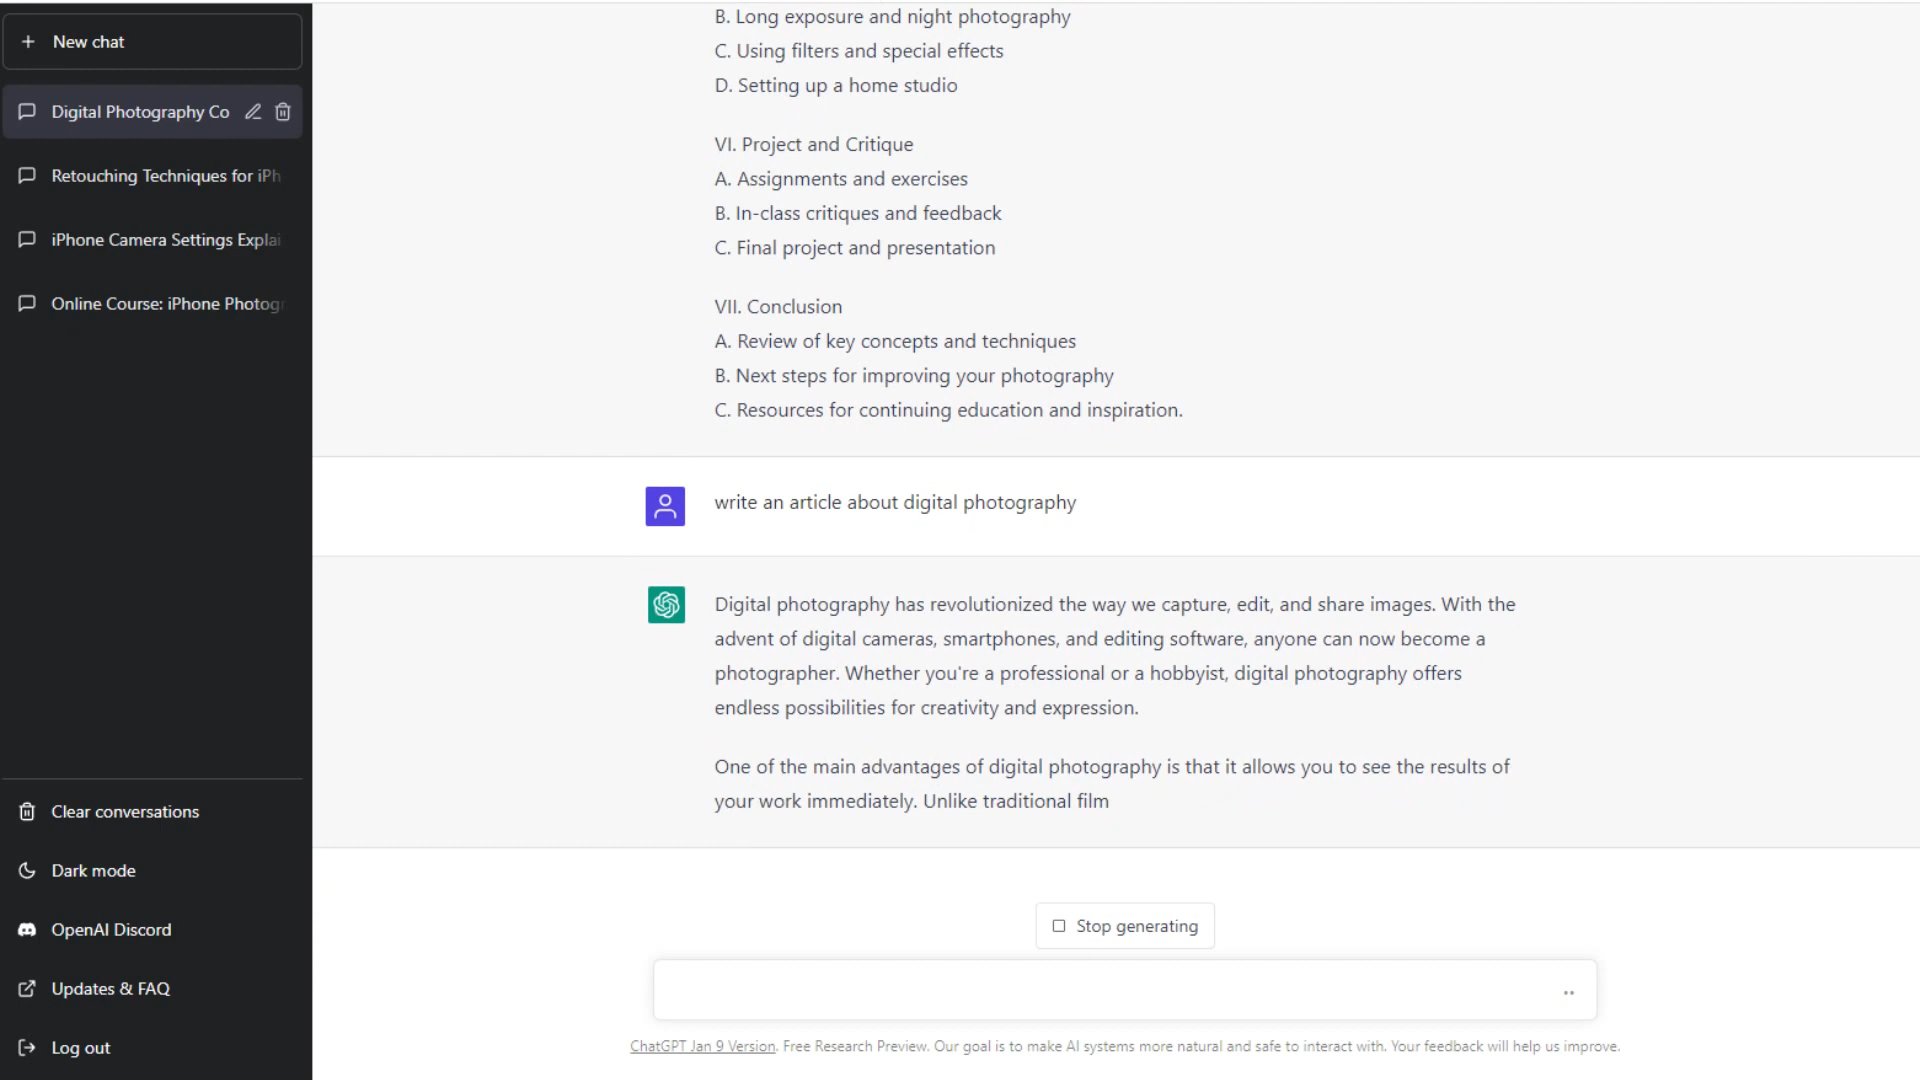 New chat
Digital Photography Co
Retouching Techniques for iPh
iPhone Camera Settings Explai
Online Course: iPhone Photogr
Clear conversations
Dark mode
OpenAI Discord
Updates & FAQ
Log out
B. Long exposure and night photography
C. Using filters and special effects
D. Setting up a home studio
VI. Project and Critique
A. Assignments and exercises
B. In-class critiques and feedback
C. Final project and presentation
VII. Conclusion
A. Review of key concepts and techniques
B. Next steps for improving your photography
C. Resources for continuing education and inspiration.
write an article about digital photography
Digital photography has revolutionized the way we capture, edit, and share images. With the
advent of digital cameras, smartphones, and editing software, anyone can now become a
photographer. Whether you're a professional or a hobbyist, digital photography offers
endless possibilities for creativity and expression.
One of the main advantages of digital photography is that it allows you to see the results of
your work immediately. Unlike traditional film
Stop generating
ChatGPT Jan 9 Version. Free Research Preview. Our goal is to make AI systems more natural and safe to interact with. Your feedback will help us improve.